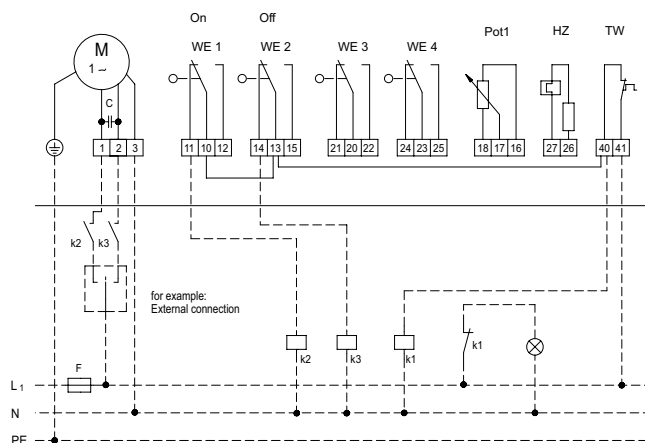 On Off
M
1 ~
WE 1 WE 2 WE 3 WE 4 Pot1 HZ TW
C
1 2 3 11 10 12 14 13 15 21 20 22 24 23 25 18 17 16 27 26 40 41
k2 k3
for example:
External connection
k2 k3 k1 k1
F
L1
N
PE